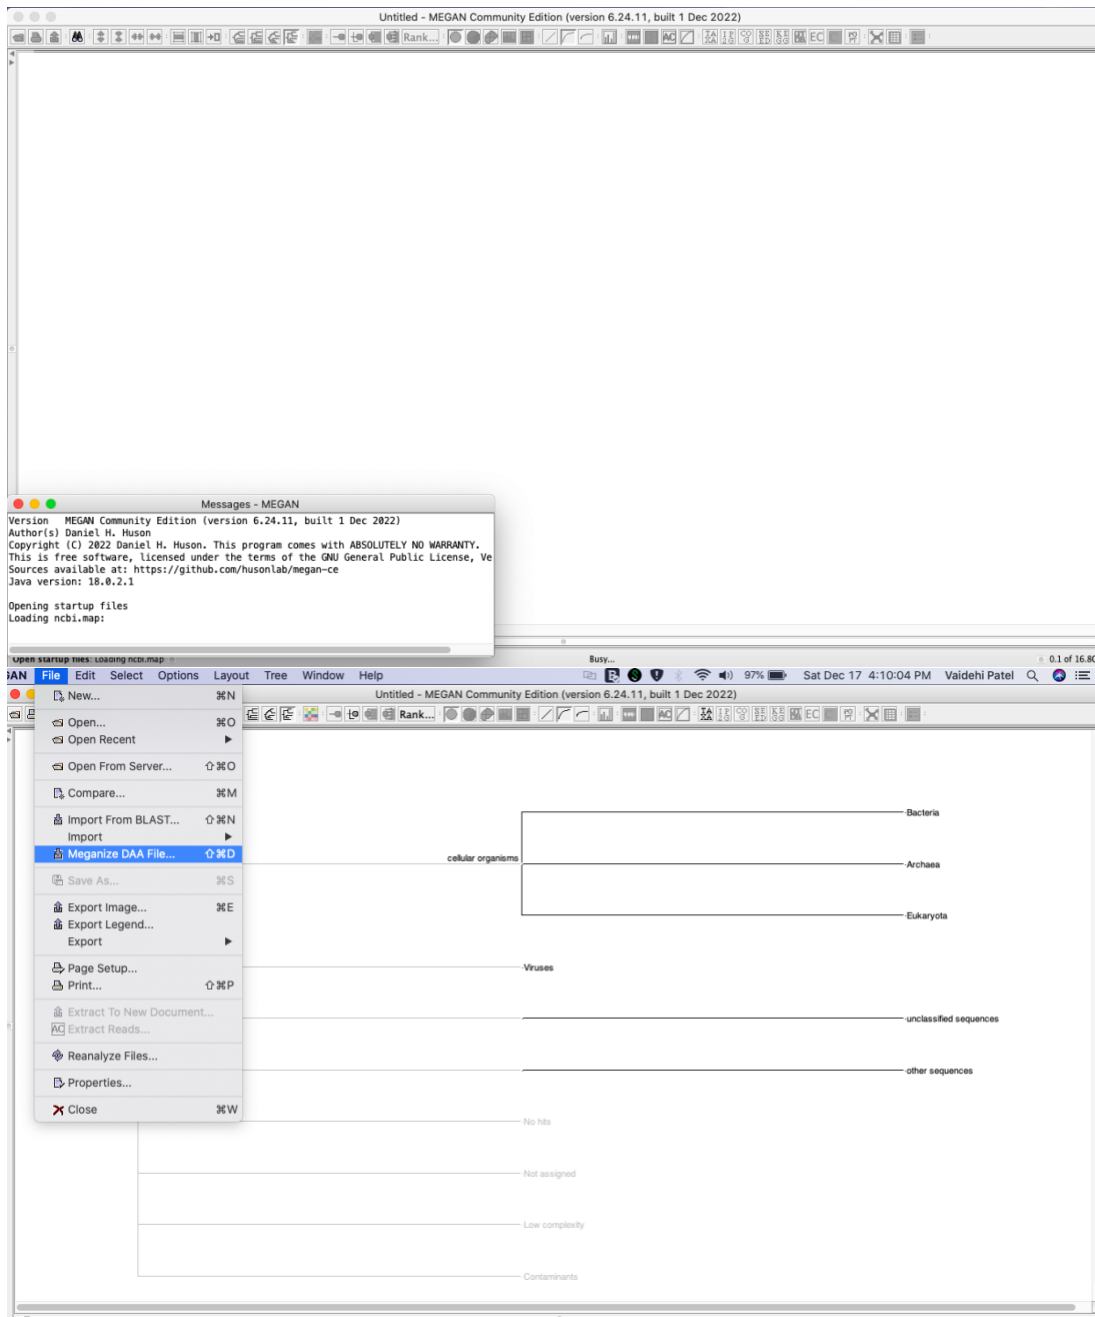 Untitled - MEGAN Community Edition (version 6.24.11, built 1 Dec 2022)
Rank... AC EC
Messages - MEGAN
Version MEGAN Community Edition (version 6.24.11, built 1 Dec 2022)
Author(s) Daniel H. Huson
Copyright (C) 2022 Daniel H. Huson. This program comes with ABSOLUTELY NO WARRANTY.
This is free software, licensed under the terms of the GNU General Public License, Ve
Sources available at: https://github.com/husonlab/megan-ce
Java version: 18.0.2.1
Opening startup files
Loading ncbi.map:
Open startup files: Loading ncbi.map Busy... 0.1 of 16.80
GAN File Edit Select Options Layout Tree Window Help 97% Sat Dec 17 4:10:04 PM Vaidehi Patel
Untitled - MEGAN Community Edition (version 6.24.11, built 1 Dec 2022)
Rank... AC EC
New... ⌘N
Open... ⌘O
Open Recent ▶
Open From Server... ⇧⌘O
Compare... ⌘M
Import From BLAST... ⇧⌘N
Import ▶
Meganize DAA File... ⇧⌘D
Save As... ⌘S
Export Image... ⌘E
Export Legend...
Export ▶
Page Setup...
Print... ⇧⌘P
Extract To New Document...
AC Extract Reads...
Reanalyze Files...
Properties...
Close ⌘W
Bacteria
cellular organisms
Archaea
Eukaryota
Viruses
unclassified sequences
other sequences
No hits
Not assigned
Low complexity
Contaminants